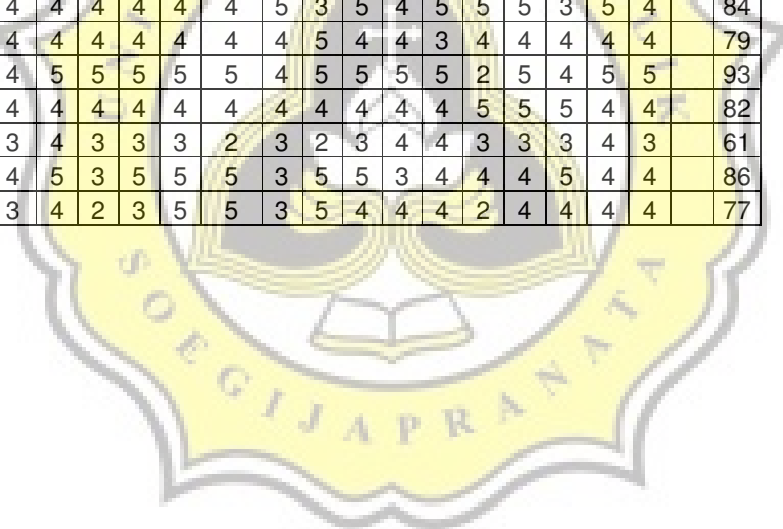 4 4 4 4 4 4 5 3 5 4 5 5 5 3 5 4 84
4 4 4 4 4 4 4 5 4 4 3 4 4 4 4 4 79
4 5 5 5 5 5 4 5 5 5 5 2 5 4 5 5 93
4 4 4 4 4 4 4 4 4 4 4 5 5 5 4 4 82
3 4 3 3 3 2 3 2 3 4 4 3 3 3 4 3 61
4 5 3 5 5 5 3 5 5 3 4 4 4 5 4 4 86
3 4 2 3 5 5 3 5 4 4 4 2 4 4 4 4 77
SOEGIJAPRANATA